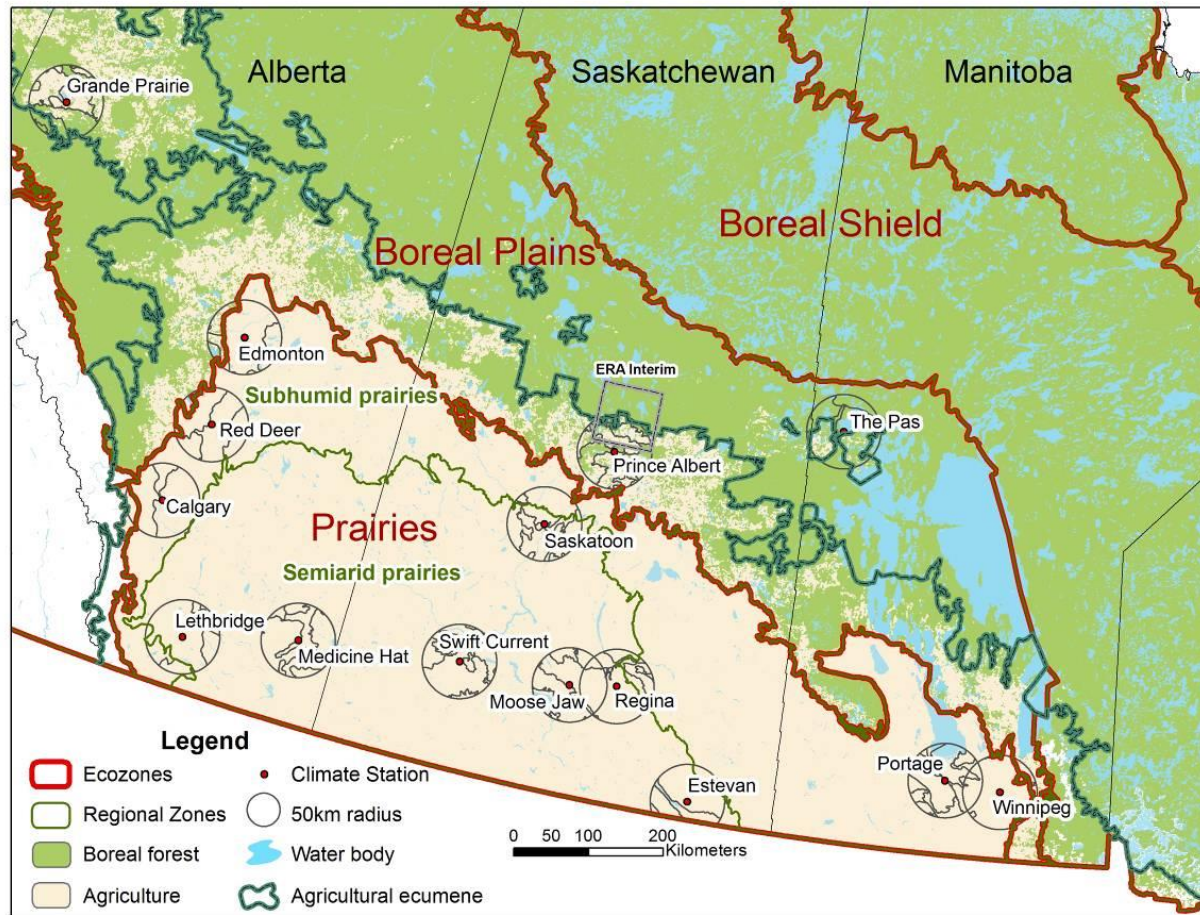 Alberta
Saskatchewan
Manitoba
Grande Prairie
Boreal Shield
Boreal Plains
Edmonton
ERA Interim
Subhumid prairies
Red Deer
The Pas
Prince Albert
Calgary
Prairies
Saskatoon
Semiarid prairies
Lethbridge
Medicine Hat
Swift Current
Moose Jaw
Regina
Legend
Ecozones
Climate Station
Regional Zones
50km radius
Boreal forest
Water body
Agriculture
Agricultural ecumene
Estevan
Portage
Winnipeg
0 50 100 200
Kilometers